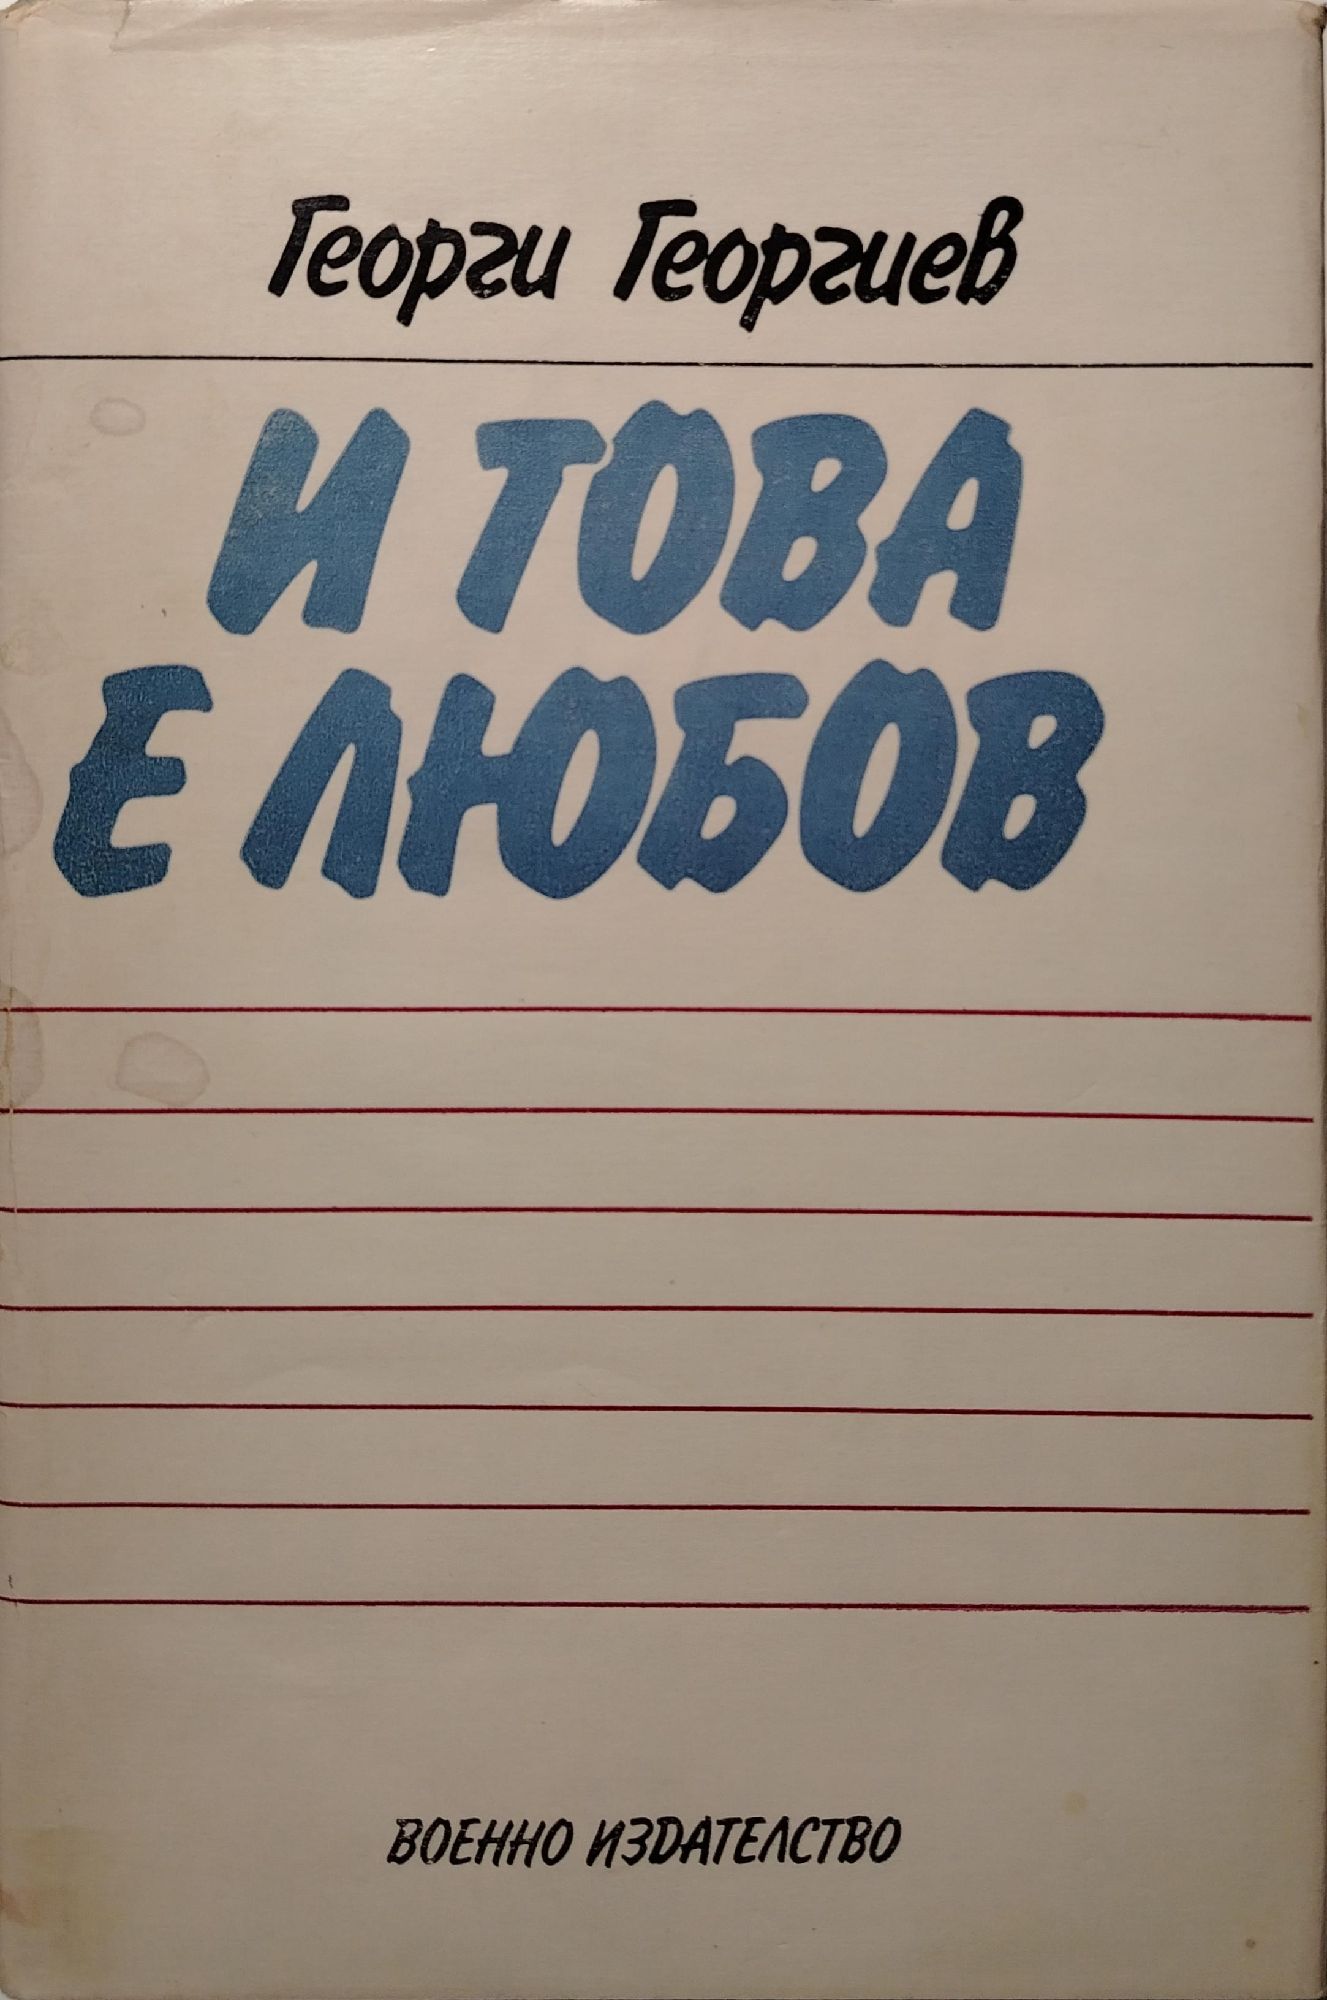 Георги Георгиев
И ТОВА
Е ЛЮБОВ
ВОЕННО ИЗДАТЕЛСТВО